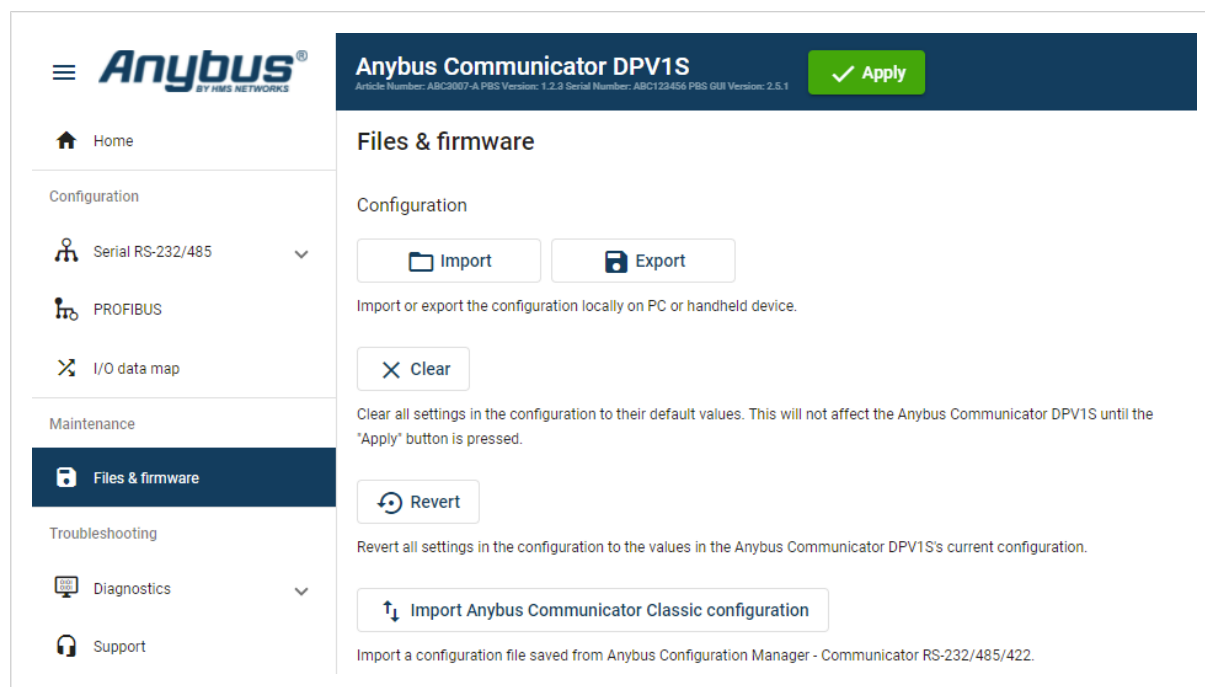 Anybus®
BY HMS NETWORKS
Anybus Communicator DPV1S
Article Number: ABC3007-A PBS Version: 1.2.3 Serial Number: ABC123456 PBS GUI Version: 2.5.1
Apply
Home
Configuration
Serial RS-232/485
PROFIBUS
I/O data map
Maintenance
Files & firmware
Troubleshooting
Diagnostics
Support
Files & firmware
Configuration
Import
Export
Import or export the configuration locally on PC or handheld device.
Clear
Clear all settings in the configuration to their default values. This will not affect the Anybus Communicator DPV1S until the
"Apply" button is pressed.
Revert
Revert all settings in the configuration to the values in the Anybus Communicator DPV1S's current configuration.
Import Anybus Communicator Classic configuration
Import a configuration file saved from Anybus Configuration Manager - Communicator RS-232/485/422.